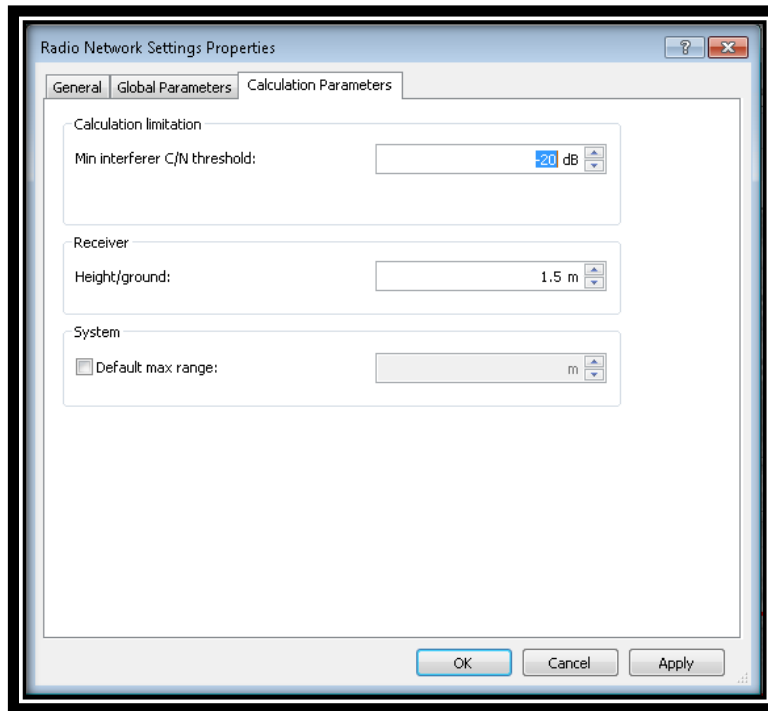 Radio Network Settings Properties
General Global Parameters Calculation Parameters
Calculation limitation
Min interferer C/N threshold: -20 dB
Receiver
Height/ground: 1.5 m
System
Default max range: m
OK Cancel Apply